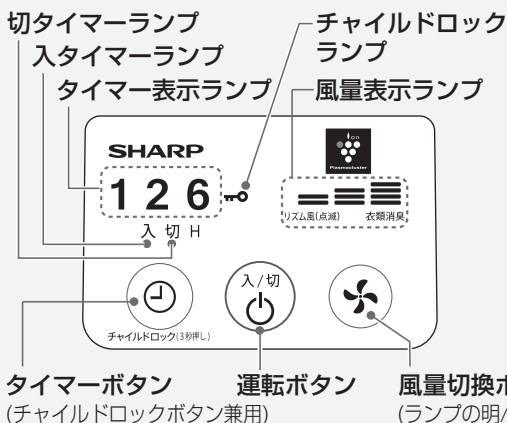 切タイマーランプ
入タイマーランプ
タイマー表示ランプ
チャイルドロック
ランプ
風量表示ランプ
SHARP
ion
Plasmacluster
1 2 6
リズム風(点滅) 衣類消臭
入 切 H
入/切
チャイルドロック(3秒押し)
タイマーボタン
(チャイルドロックボタン兼用)
運転ボタン
風量切換ボ
(ランプの明/